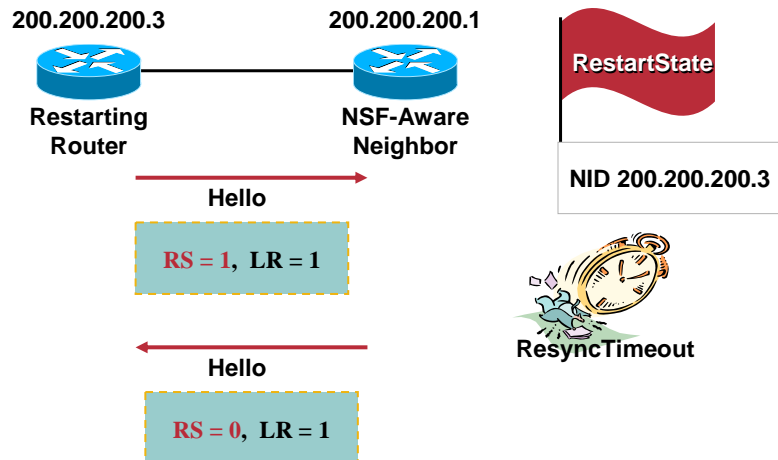 200.200.200.3
200.200.200.1
Restarting
Router
NSF-Aware
Neighbor
RestartState
NID 200.200.200.3
Hello
RS = 1, LR = 1
ResyncTimeout
Hello
RS = 0, LR = 1